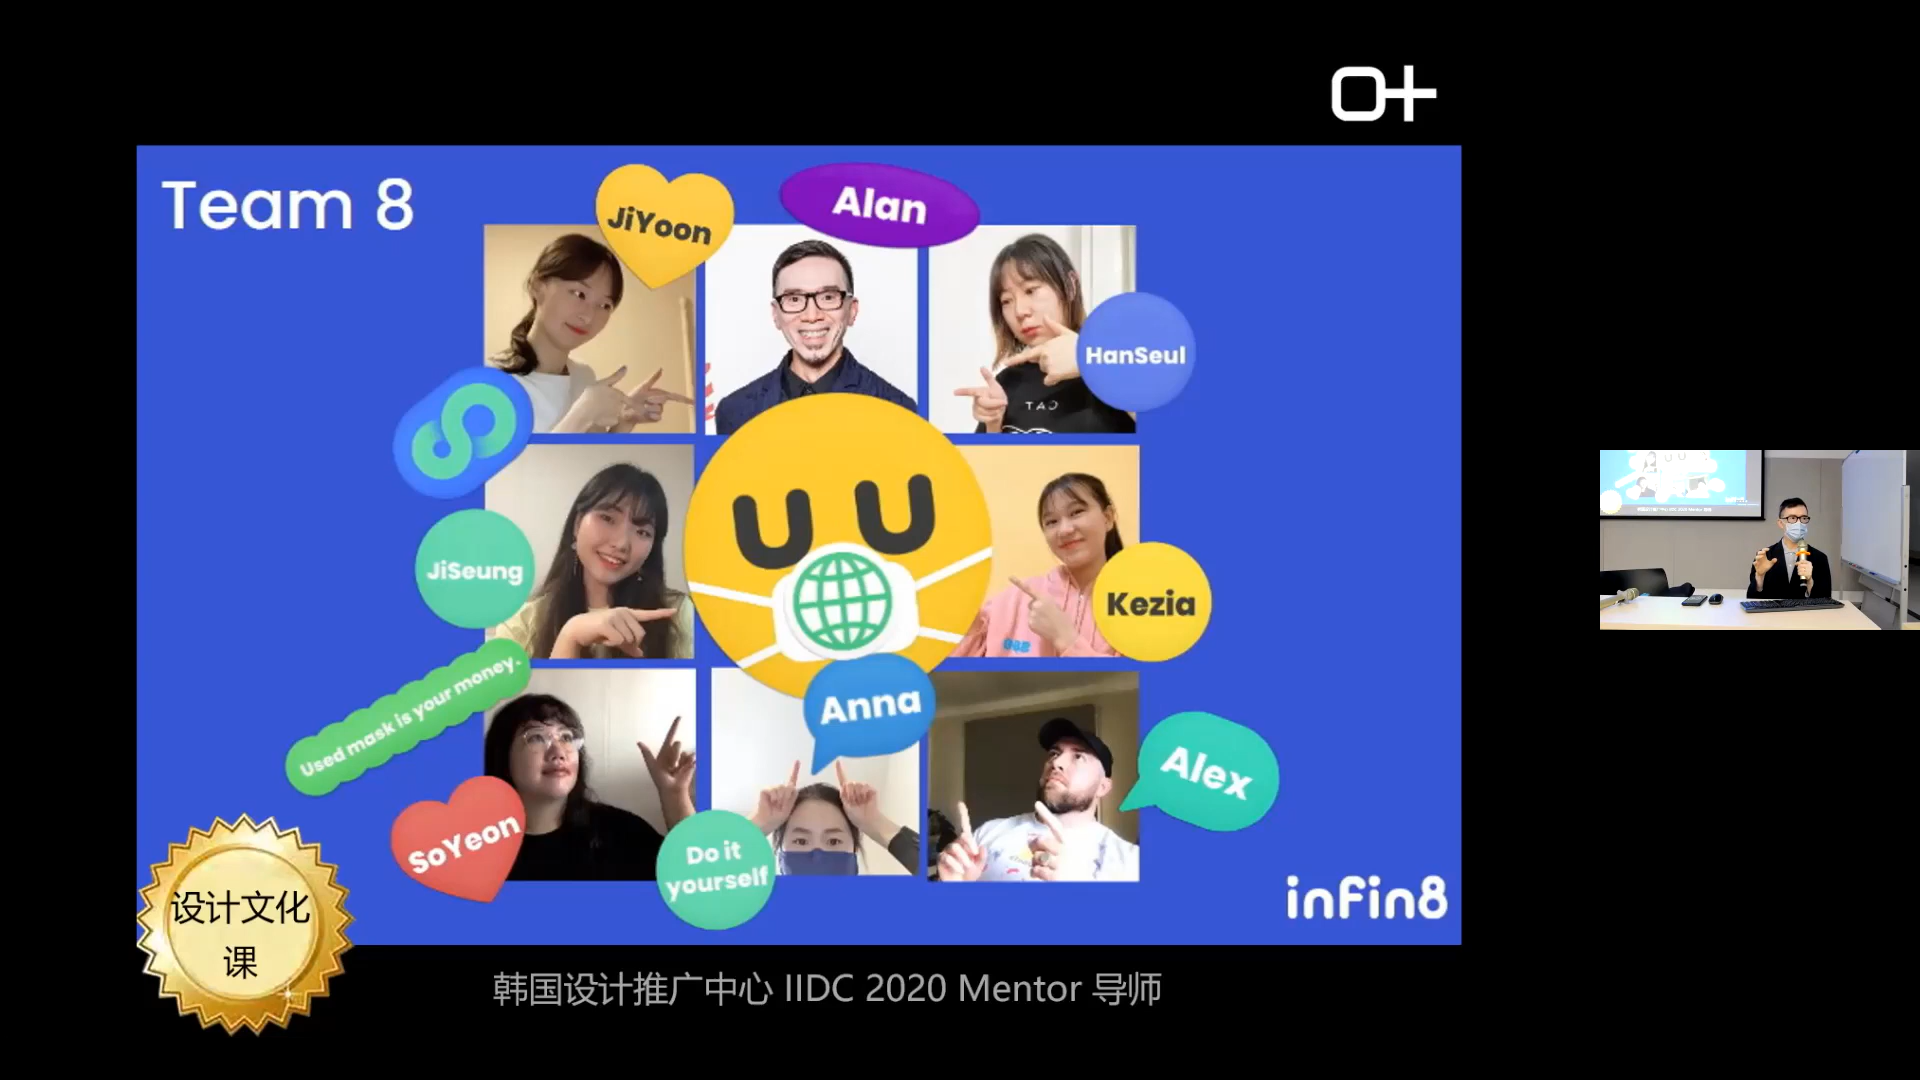 Team 8
JiYoon
Alan
HanSeul
TAO
JiSeung
Kezia
Used mask is your money.
Anna
Alex
SoYeon
Do it
yourself
infin8
设计文化
课
韩国设计推广中心 IIDC 2020 Mentor 导师